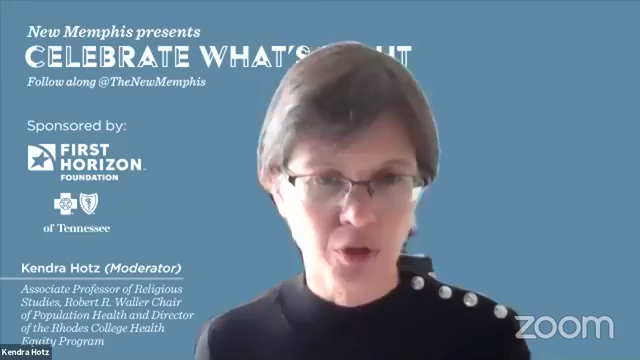 New Memphis presents
CELEBRATE WHAT'S
Follow along @TheNewMemphis
Sponsored by:
FIRST
HORIZON
FOUNDATION
of Tennessee
Kendra Hotz (Moderator)
Associate Professor of Religious
Studies, Robert R. Waller Chair
of Population Health and Director
of the Rhodes College Health
Equity Program
Kendra Hotz
zoom